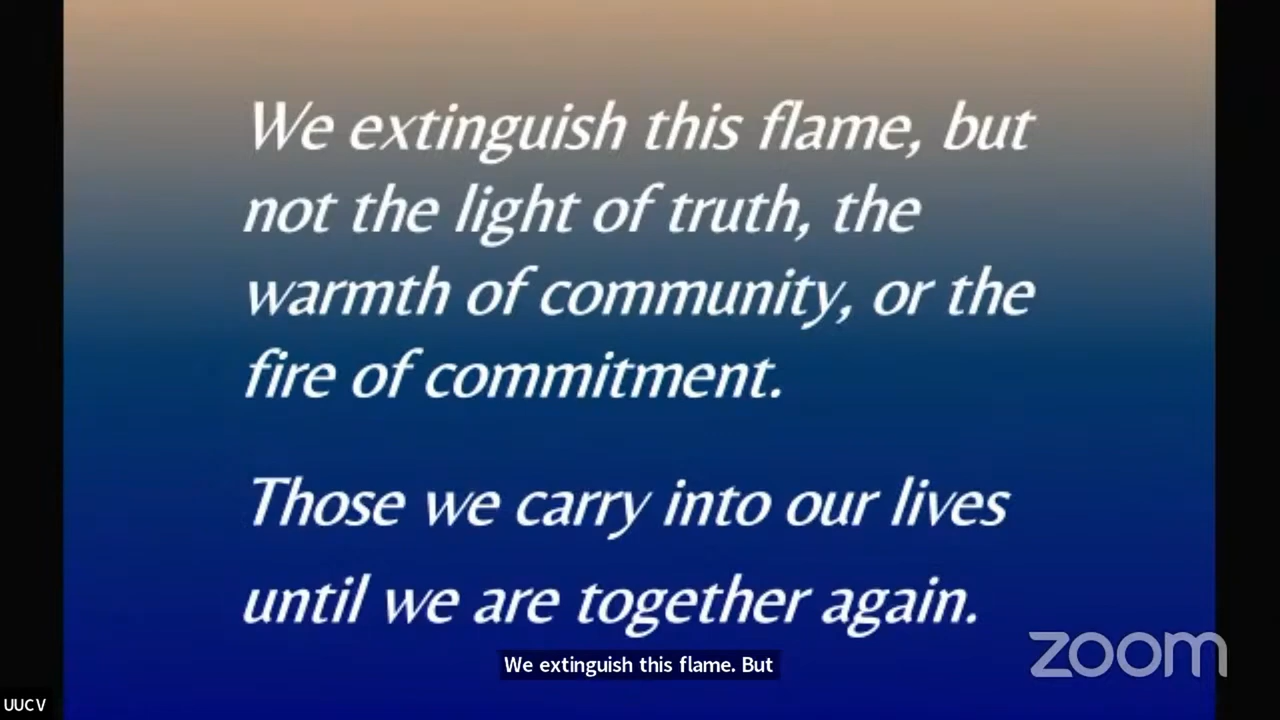 We extinguish this flame, but
not the light of truth, the
warmth of community, or the
fire of commitment.
Those we carry into our lives
until we are together again.
zoom
We extinguish this flame. But
UUCV